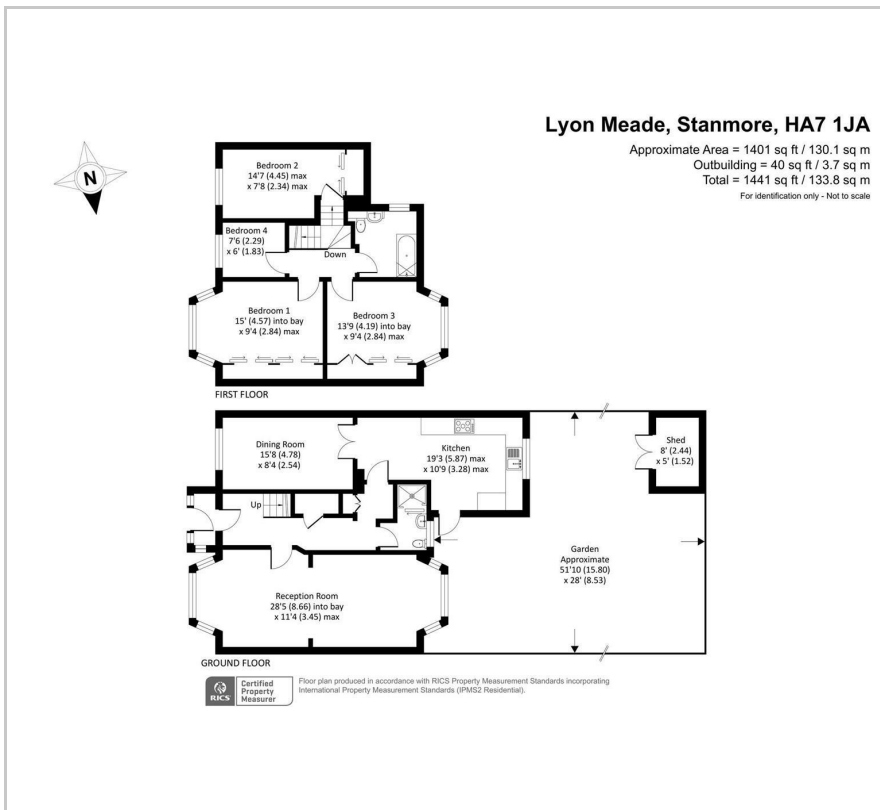 Lyon Meade, Stanmore, HA7 1JA
Approximate Area = 1401 sq ft / 130.1 sq m
Outbuilding = 40 sq ft / 3.7 sq m
Total = 1441 sq ft / 133.8 sq m
For identification only - Not to scale
N
Bedroom 2
14'7 (4.45) max
x 7'8 (2.34) max
Bedroom 4
7'6 (2.29)
x 6' (1.83)
Down
Bedroom 1
15' (4.57) into bay
x 9'4 (2.84) max
Bedroom 3
13'9 (4.19) into bay
x 9'4 (2.84) max
FIRST FLOOR
Dining Room
15'8 (4.78)
x 8'4 (2.54)
Kitchen
19'3 (5.87) max
x 10'9 (3.28) max
Shed
8' (2.44)
x 5' (1.52)
Up
Garden
Approximate
51'10 (15.80)
x 28' (8.53)
Reception Room
28'5 (8.66) into bay
x 11'4 (3.45) max
GROUND FLOOR
RICS
Certified
Property
Measurer
Floor plan produced in accordance with RICS Property Measurement Standards incorporating
International Property Measurement Standards (IPMS2 Residential).